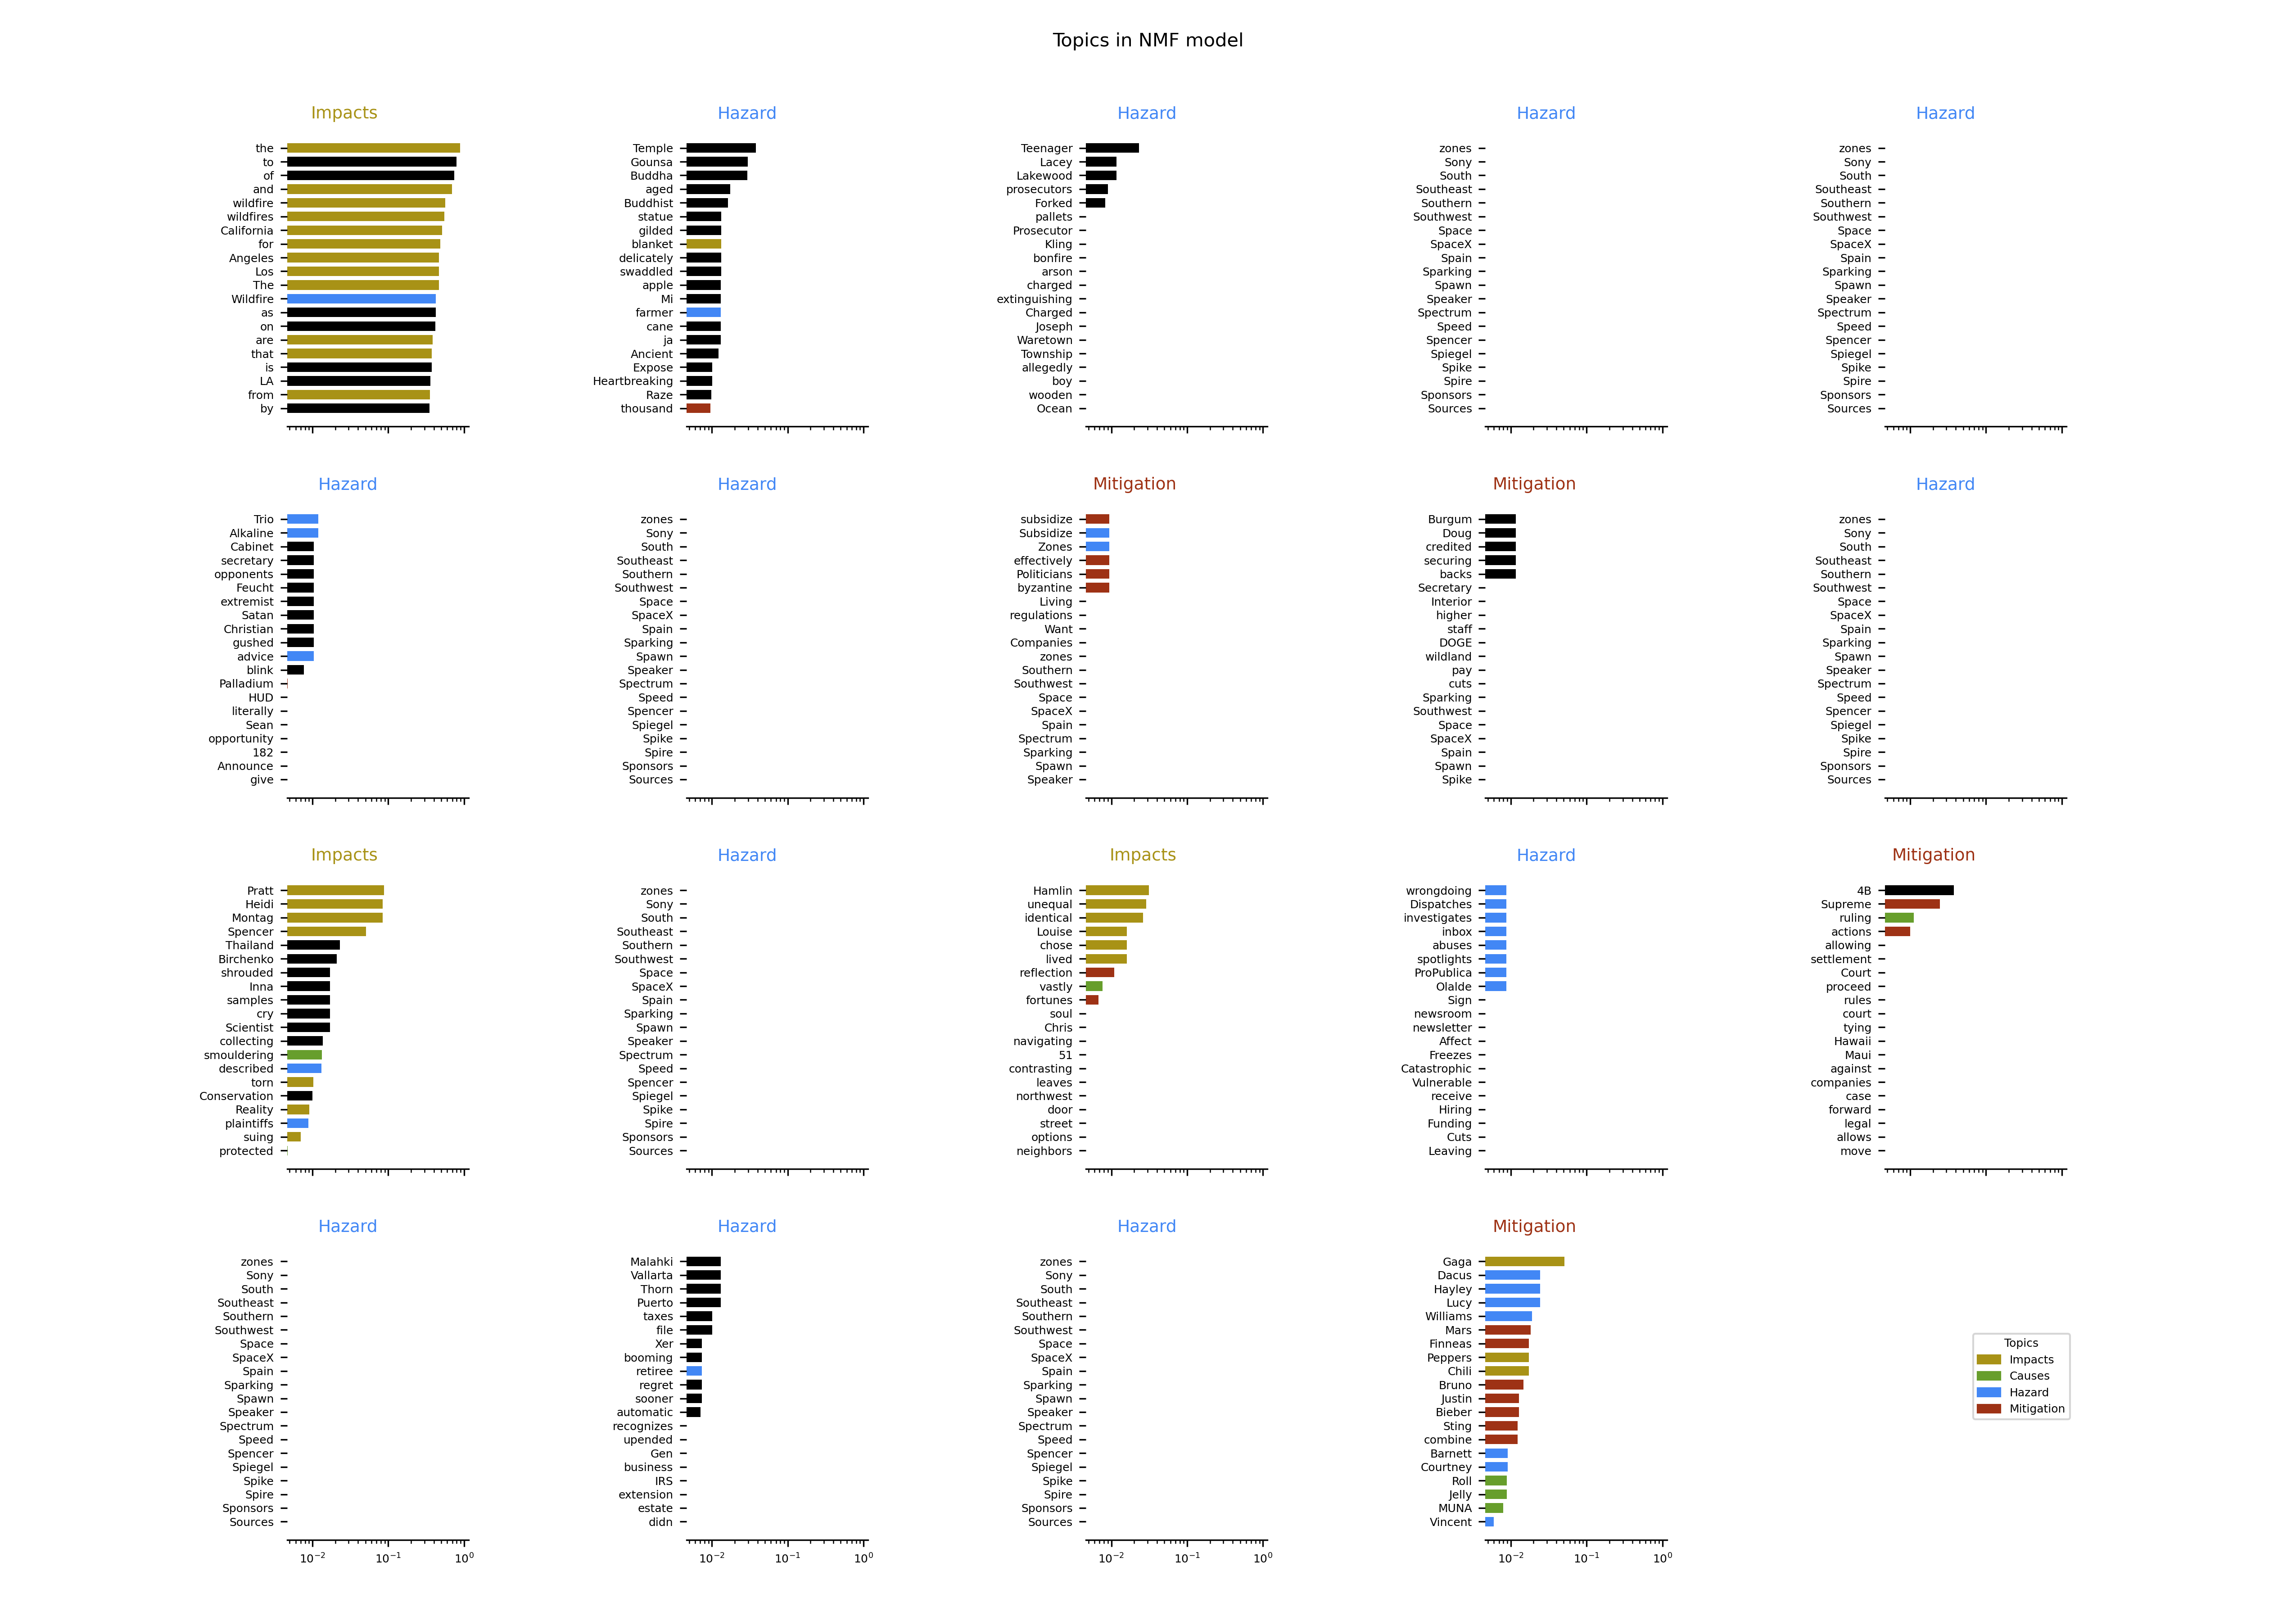 Topics in NMF model
Impacts
the
to
of
and
wildfire
wildfires
California
for
Angeles
Los
The
Wildfire
as
on
are
that
is
LA
from
by
Hazard
Temple
Gounsa
Buddha
aged
Buddhist
statue
gilded
blanket
delicately
swaddled
apple
Mi
farmer
cane
ja
Ancient
Expose
Heartbreaking
Raze
thousand
Hazard
Teenager
Lacey
Lakewood
prosecutors
Forked
pallets
Prosecutor
Kling
bonfire
arson
charged
extinguishing
Charged
Joseph
Waretown
Township
allegedly
boy
wooden
Ocean
Hazard
zones
Sony
South
Southeast
Southern
Southwest
Space
SpaceX
Spain
Sparking
Spawn
Speaker
Spectrum
Speed
Spencer
Spiegel
Spike
Spire
Sponsors
Sources
Hazard
zones
Sony
South
Southeast
Southern
Southwest
Space
SpaceX
Spain
Sparking
Spawn
Speaker
Spectrum
Speed
Spencer
Spiegel
Spike
Spire
Sponsors
Sources
Hazard
Trio
Alkaline
Cabinet
secretary
opponents
Feucht
extremist
Satan
Christian
gushed
advice
blink
Palladium
HUD
literally
Sean
opportunity
182
Announce
give
Hazard
zones
Sony
South
Southeast
Southern
Southwest
Space
SpaceX
Spain
Sparking
Spawn
Speaker
Spectrum
Speed
Spencer
Spiegel
Spike
Spire
Sponsors
Sources
Mitigation
subsidize
Subsidize
Zones
effectively
Politicians
byzantine
Living
regulations
Want
Companies
zones
Southern
Southwest
Space
SpaceX
Spain
Spectrum
Sparking
Spawn
Speaker
Mitigation
Burgum
Doug
credited
securing
backs
Secretary
Interior
higher
staff
DOGE
wildland
pay
cuts
Sparking
Southwest
Space
SpaceX
Spain
Spawn
Spike
Hazard
zones
Sony
South
Southeast
Southern
Southwest
Space
SpaceX
Spain
Sparking
Spawn
Speaker
Spectrum
Speed
Spencer
Spiegel
Spike
Spire
Sponsors
Sources
Impacts
Pratt
Heidi
Montag
Spencer
Thailand
Birchenko
shrouded
Inna
samples
cry
Scientist
collecting
smouldering
described
torn
Conservation
Reality
plaintiffs
suing
protected
Hazard
zones
Sony
South
Southeast
Southern
Southwest
Space
SpaceX
Spain
Sparking
Spawn
Speaker
Spectrum
Speed
Spencer
Spiegel
Spike
Spire
Sponsors
Sources
Impacts
Hamlin
unequal
identical
Louise
chose
lived
reflection
vastly
fortunes
soul
Chris
navigating
51
contrasting
leaves
northwest
door
street
options
neighbors
Hazard
wrongdoing
Dispatches
investigates
inbox
abuses
spotlights
ProPublica
Olalde
Sign
newsroom
newsletter
Affect
Freezes
Catastrophic
Vulnerable
receive
Hiring
Funding
Cuts
Leaving
Mitigation
4B
Supreme
ruling
actions
allowing
settlement
Court
proceed
rules
court
tying
Hawaii
Maui
against
companies
case
forward
legal
allows
move
Hazard
zones
Sony
South
Southeast
Southern
Southwest
Space
SpaceX
Spain
Sparking
Spawn
Speaker
Spectrum
Speed
Spencer
Spiegel
Spike
Spire
Sponsors
Sources
10⁻² 10⁻¹ 10⁰
Hazard
Malahki
Vallarta
Thorn
Puerto
taxes
file
Xer
booming
retiree
regret
sooner
automatic
recognizes
upended
Gen
business
IRS
extension
estate
didn
10⁻² 10⁻¹ 10⁰
Hazard
zones
Sony
South
Southeast
Southern
Southwest
Space
SpaceX
Spain
Sparking
Spawn
Speaker
Spectrum
Speed
Spencer
Spiegel
Spike
Spire
Sponsors
Sources
10⁻² 10⁻¹ 10⁰
Mitigation
Gaga
Dacus
Hayley
Lucy
Williams
Mars
Finneas
Peppers
Chili
Bruno
Justin
Bieber
Sting
combine
Barnett
Courtney
Roll
Jelly
MUNA
Vincent
10⁻² 10⁻¹ 10⁰
Topics
Impacts
Causes
Hazard
Mitigation